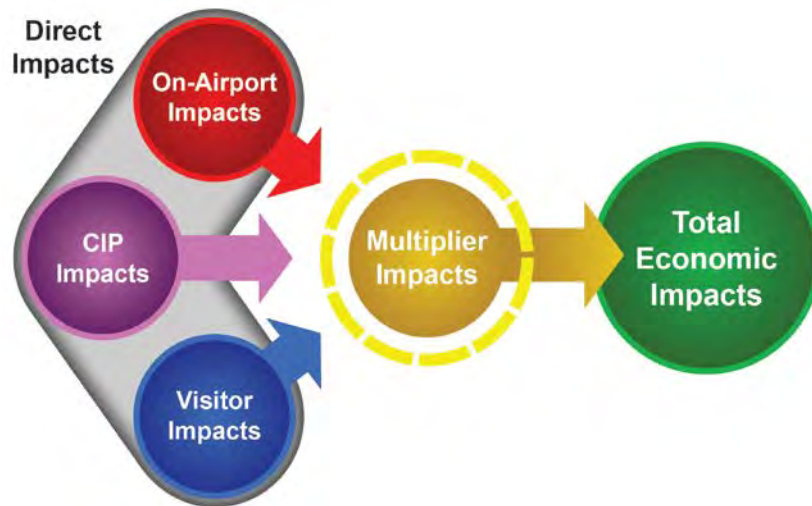 Direct
Impacts
On-Airport
Impacts
CIP
Impacts
Visitor
Impacts
Multiplier
Impacts
Total
Economic
Impacts